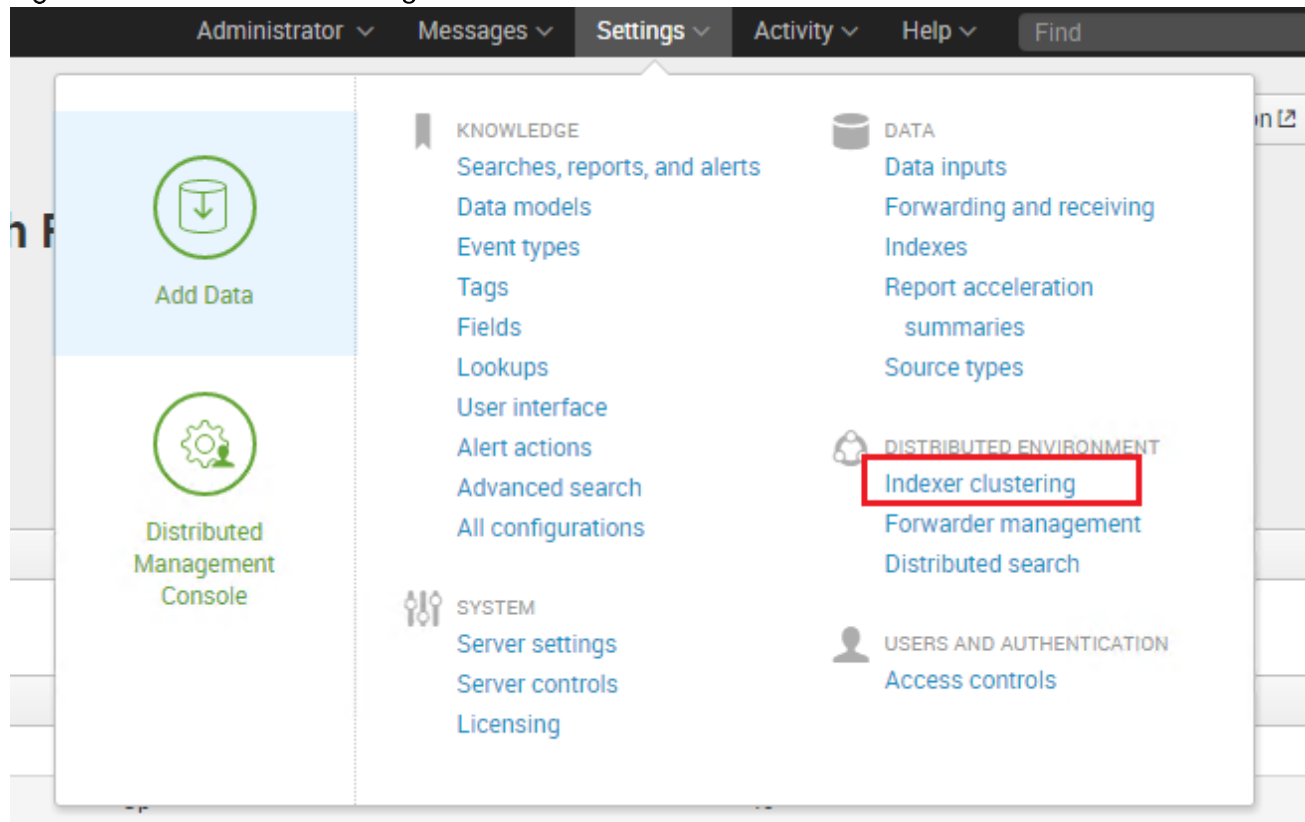 Administrator Messages Settings Activity Help Find
Add Data
Distributed
Management
Console
KNOWLEDGE
Searches, reports, and alerts
Data models
Event types
Tags
Fields
Lookups
User interface
Alert actions
Advanced search
All configurations
SYSTEM
Server settings
Server controls
Licensing
DATA
Data inputs
Forwarding and receiving
Indexes
Report acceleration
summaries
Source types
DISTRIBUTED ENVIRONMENT
Indexer clustering
Forwarder management
Distributed search
USERS AND AUTHENTICATION
Access controls